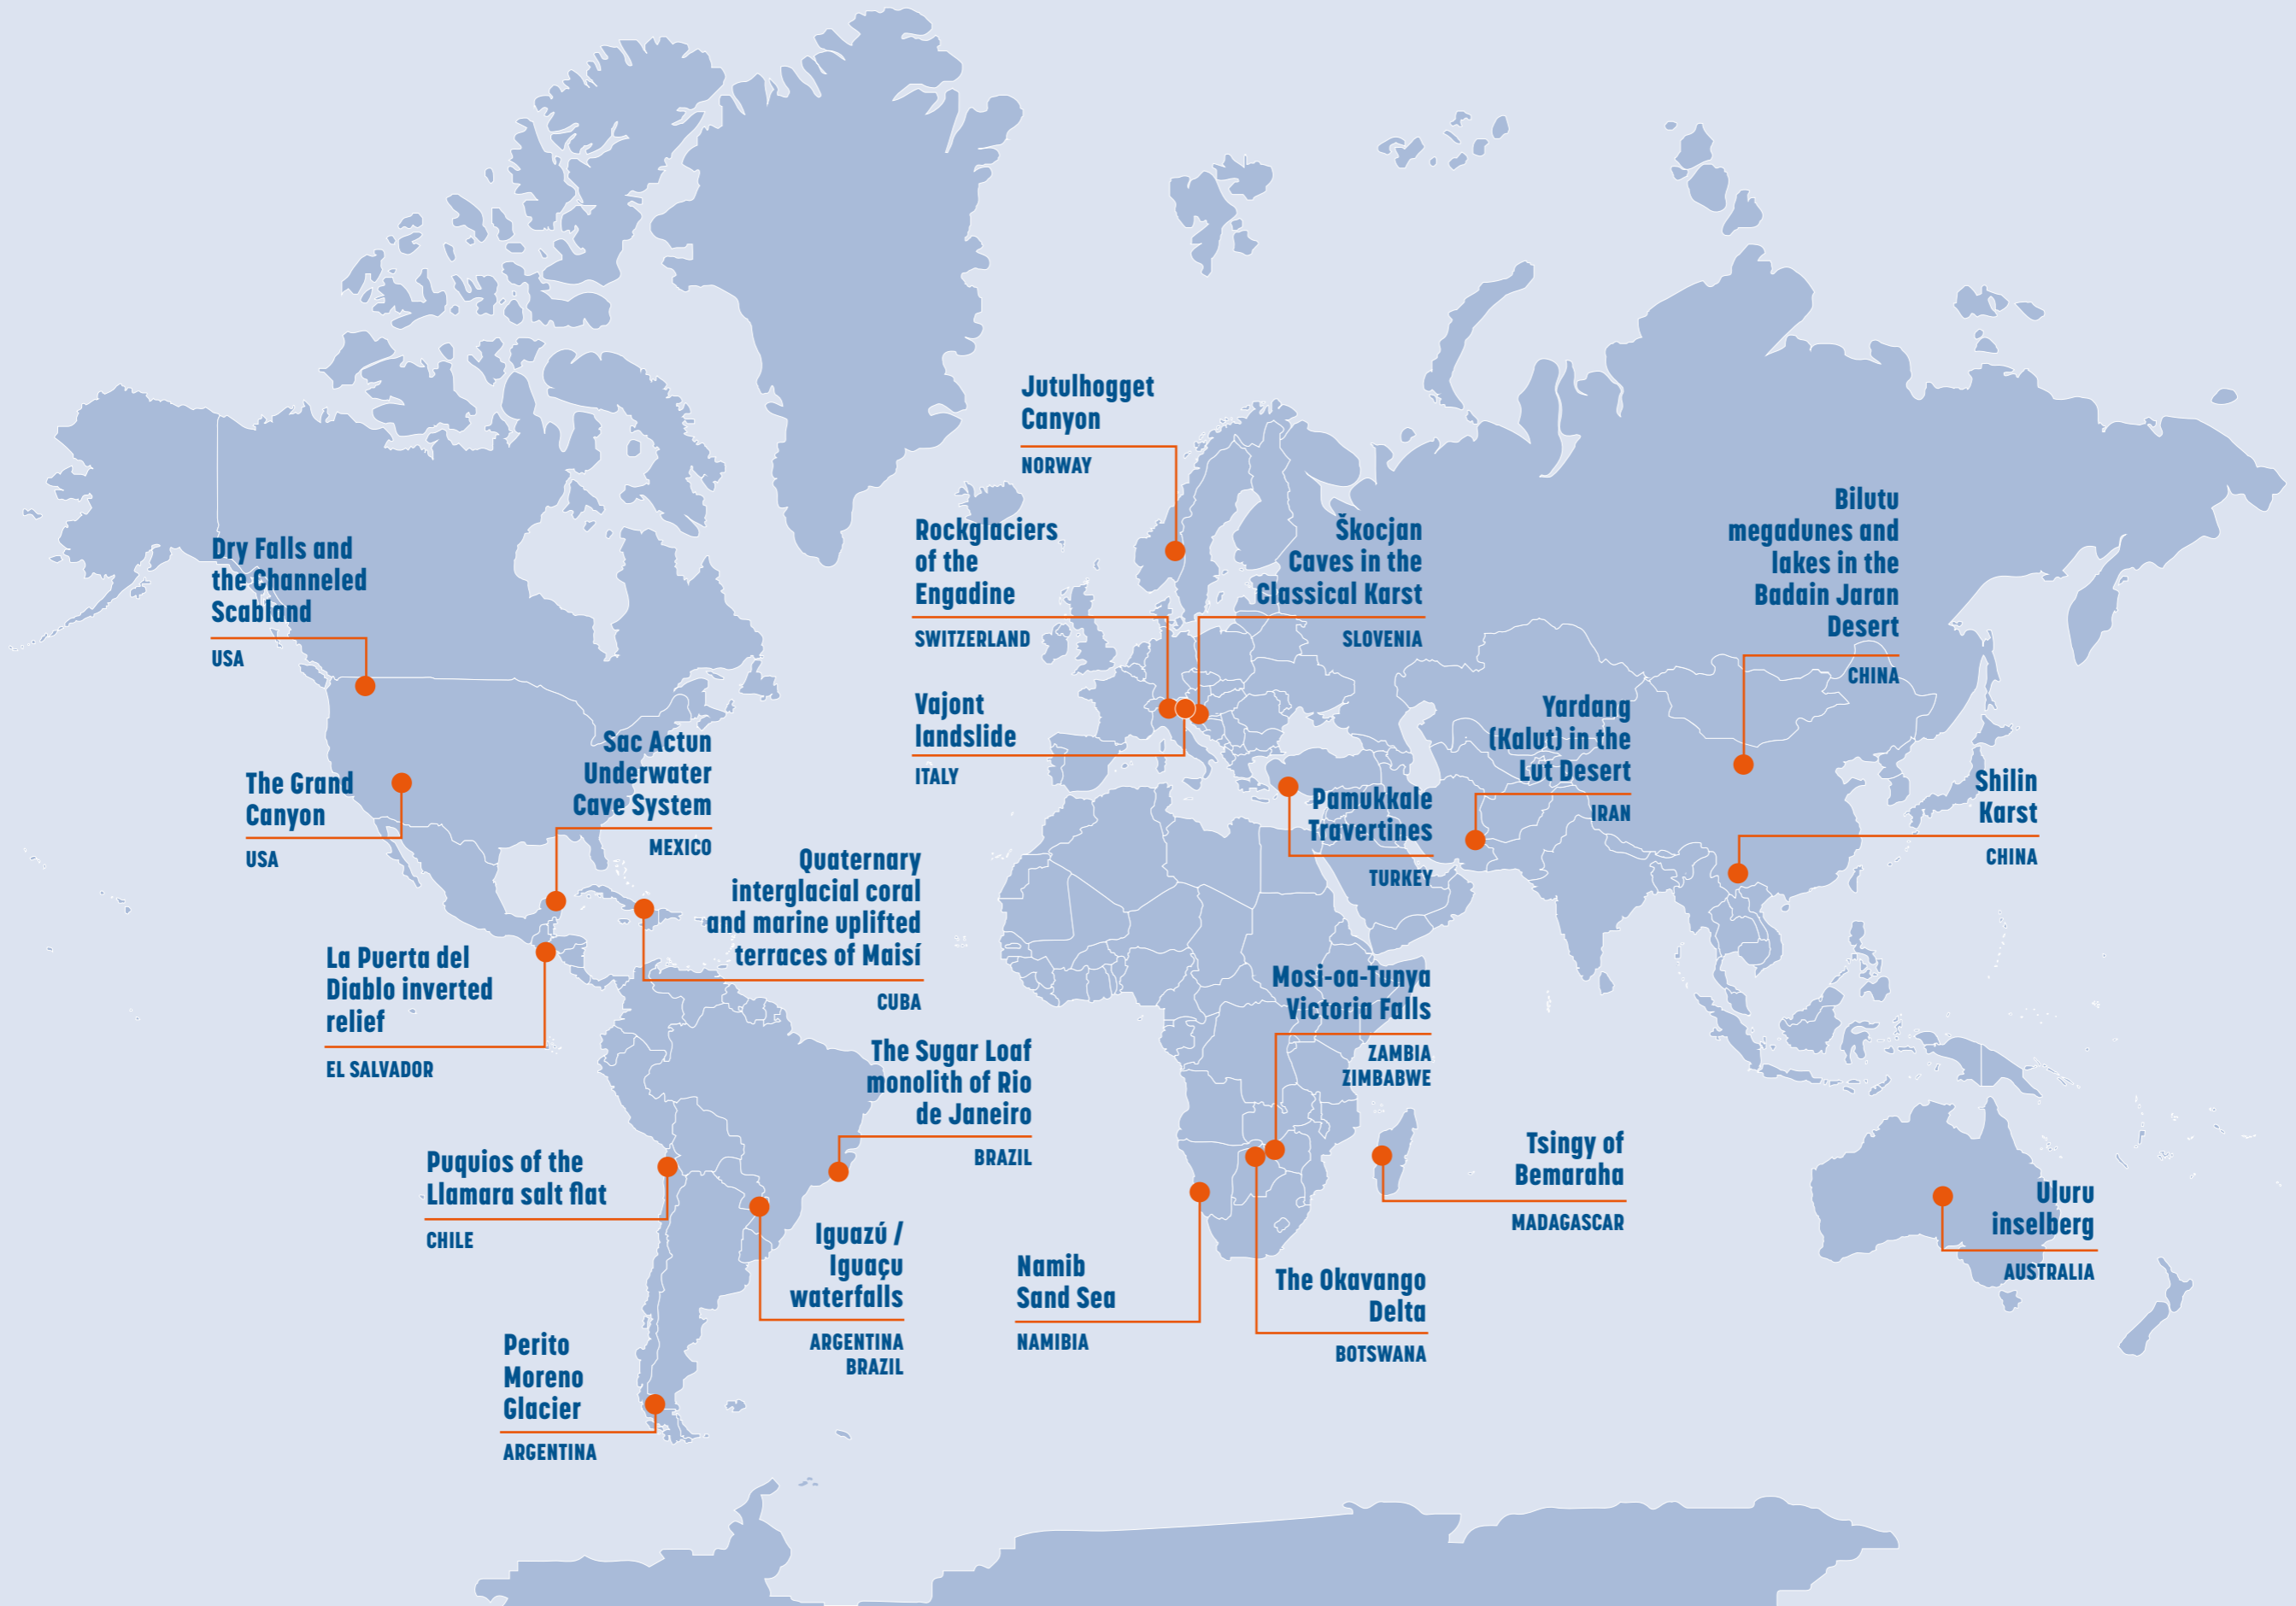 Jutulhogget
Canyon
NORWAY
Rockglaciers
of the
Engadine
SWITZERLAND
Škocjan
Caves in the
Classical Karst
SLOVENIA
Bilutu
megadunes and
lakes in the
Badain Jaran
Desert
CHINA
Dry Falls and
the Channeled
Scabland
USA
Vajont
landslide
ITALY
Yardang
(Kalut) in the
Lut Desert
IRAN
Sac Actun
Underwater
Cave System
MEXICO
The Grand
Canyon
USA
Pamukkale
Travertines
TURKEY
Shilin
Karst
CHINA
Quaternary
interglacial coral
and marine uplifted
terraces of Maisí
CUBA
La Puerta del
Diablo inverted
relief
EL SALVADOR
Mosi-oa-Tunya
Victoria Falls
ZAMBIA
ZIMBABWE
The Sugar Loaf
monolith of Rio
de Janeiro
BRAZIL
Puquios of the
Llamara salt flat
CHILE
Tsingy of
Bemaraha
MADAGASCAR
Uluru
inselberg
AUSTRALIA
Iguazú /
Iguaçu
waterfalls
ARGENTINA
BRAZIL
Namib
Sand Sea
NAMIBIA
The Okavango
Delta
BOTSWANA
Perito
Moreno
Glacier
ARGENTINA